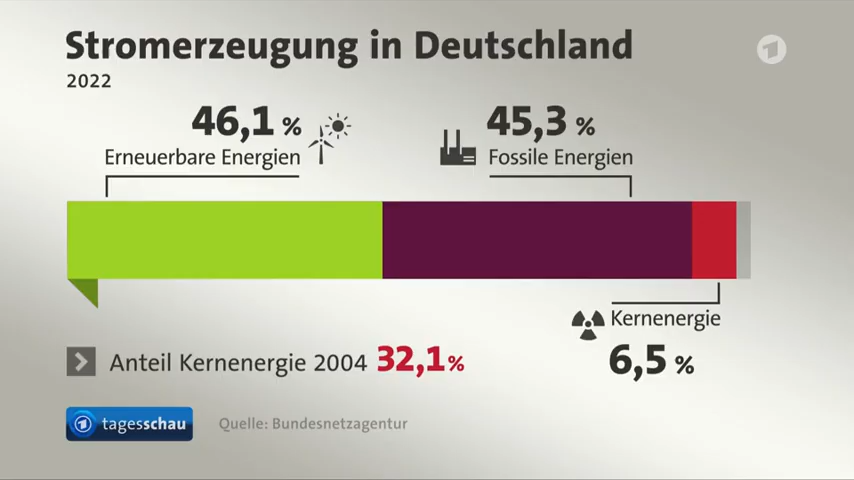 Stromerzeugung in Deutschland
2022
46,1 %
Erneuerbare Energien
45,3 %
Fossile Energien
Kernenergie
6,5 %
Anteil Kernenergie 2004 32,1%
tagesschau
Quelle: Bundesnetzagentur